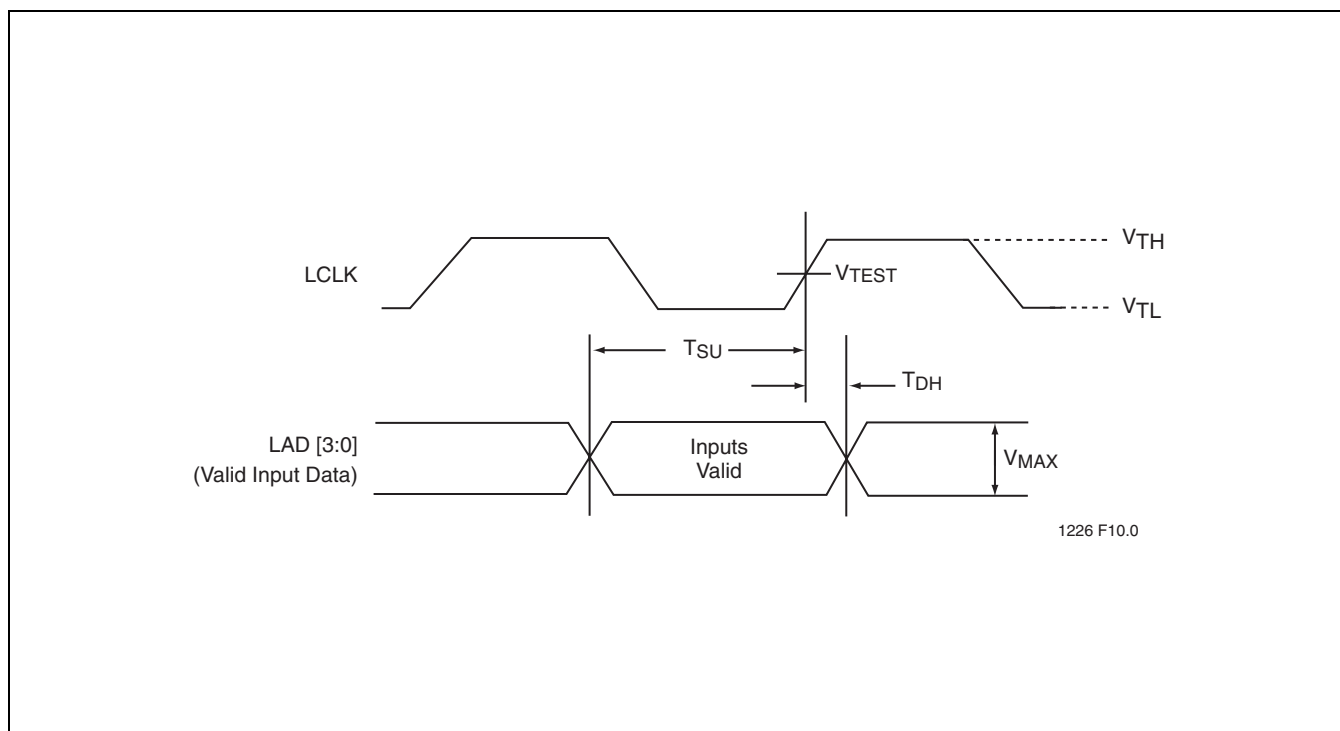 VTH
LCLK
VTEST
VTL
TSU
TDH
LAD [3:0]
(Valid Input Data)
Inputs
Valid
VMAX
1226 F10.0